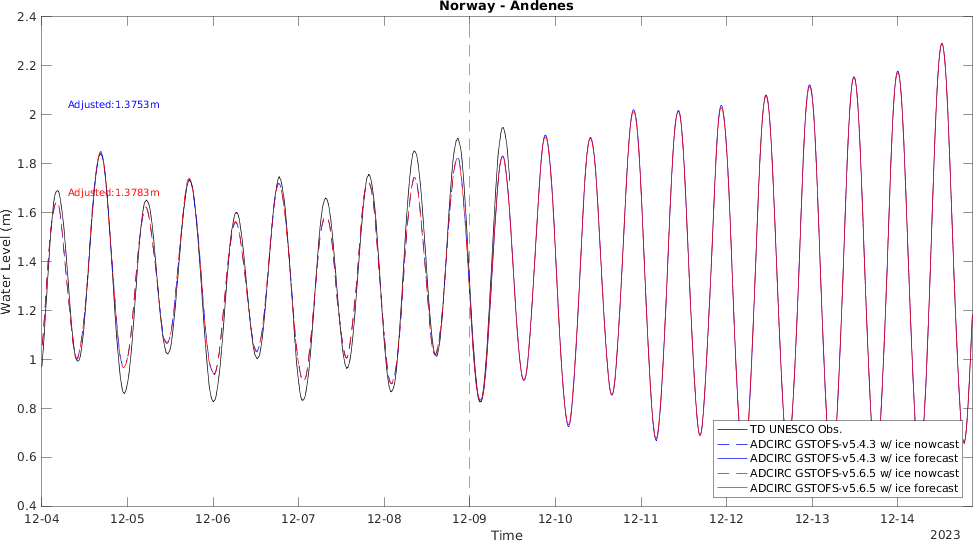 Norway - Andenes
2.4
2.2
2
1.8
1.6
1.4
1.2
1
0.8
0.6
0.4
Water Level (m)
Adjusted:1.3753m
Adjusted:1.3783m
TD UNESCO Obs.
ADCIRC GSTOFS-v5.4.3 w/ ice nowcast
ADCIRC GSTOFS-v5.4.3 w/ ice forecast
ADCIRC GSTOFS-v5.6.5 w/ ice nowcast
ADCIRC GSTOFS-v5.6.5 w/ ice forecast
12-04 12-05 12-06 12-07 12-08 12-09 12-10 12-11 12-12 12-13 12-14
Time
2023